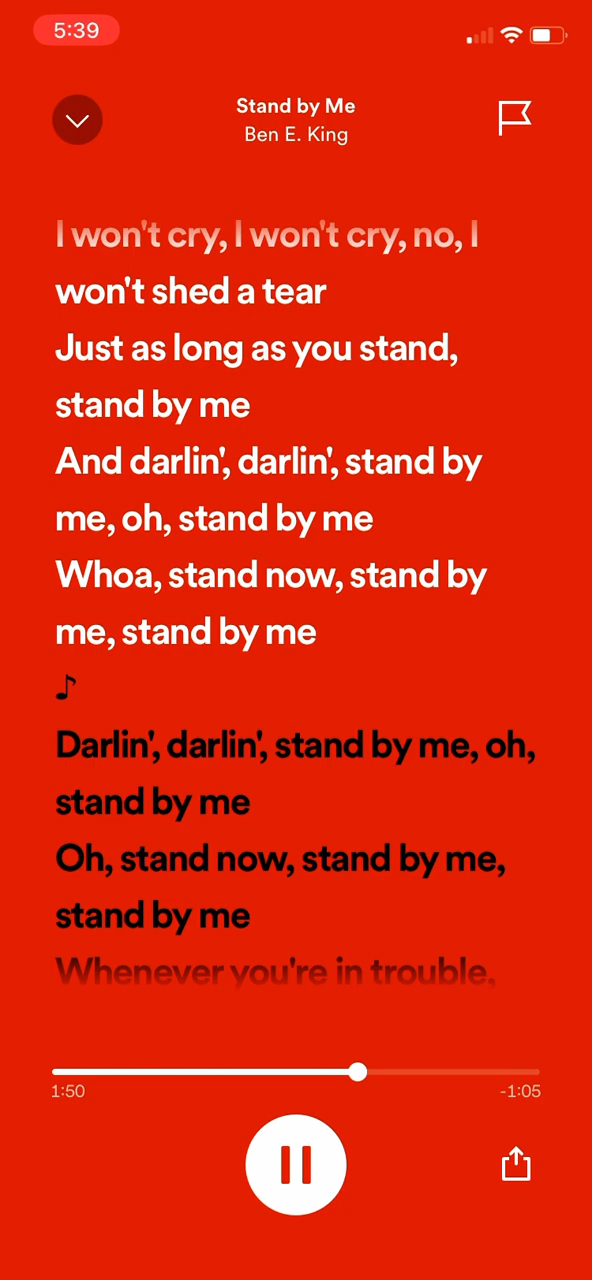 5:39
Stand by Me
Ben E. King
I won't cry, I won't cry, no, I
won't shed a tear
Just as long as you stand,
stand by me
And darlin', darlin', stand by
me, oh, stand by me
Whoa, stand now, stand by
me, stand by me
♪
Darlin', darlin', stand by me, oh,
stand by me
Oh, stand now, stand by me,
stand by me
Whenever you're in trouble,
1:50
-1:05